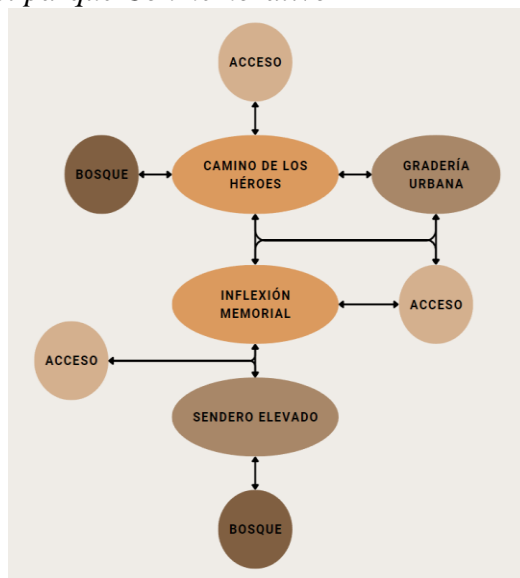 ACCESO
CAMINO DE LOS
HÉROES
BOSQUE
GRADERÍA
URBANA
INFLEXIÓN
MEMORIAL
ACCESO
ACCESO
SENDERO ELEVADO
BOSQUE